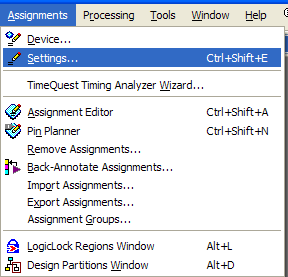 Assignments Processing Tools Window Help
Device...
Settings... Ctrl+Shift+E
TimeQuest Timing Analyzer Wizard...
Assignment Editor Ctrl+Shift+A
Pin Planner Ctrl+Shift+N
Remove Assignments...
Back-Annotate Assignments...
Import Assignments...
Export Assignments...
Assignment Groups...
LogicLock Regions Window Alt+L
Design Partitions Window Alt+D